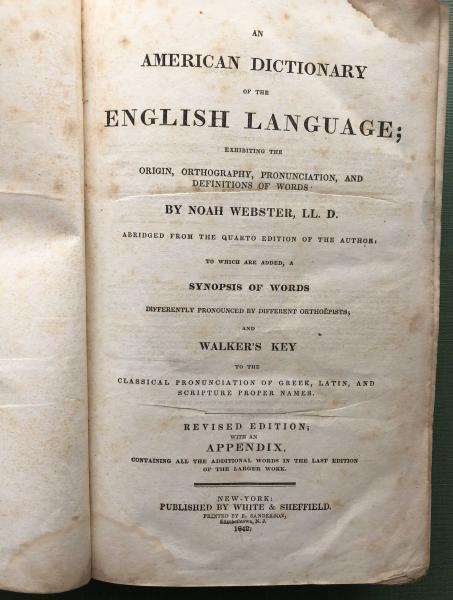 AN
AMERICAN DICTIONARY
OF THE
ENGLISH LANGUAGE;
EXHIBITING THE
ORIGIN, ORTHOGRAPHY, PRONUNCIATION, AND
DEFINITIONS OF WORDS.
BY NOAH WEBSTER, LL. D.
ABRIDGED FROM THE QUARTO EDITION OF THE AUTHOR:
TO WHICH ARE ADDED, A
SYNOPSIS OF WORDS
DIFFERENTLY PRONOUNCED BY DIFFERENT ORTHOËPISTS;
AND
WALKER'S KEY
TO THE
CLASSICAL PRONUNCIATION OF GREEK, LATIN, AND
SCRIPTURE PROPER NAMES.
REVISED EDITION;
WITH AN
APPENDIX,
CONTAINING ALL THE ADDITIONAL WORDS IN THE LAST EDITION
OF THE LARGER WORK.
NEW-YORK:
PUBLISHED BY WHITE & SHEFFIELD.
PRINTED BY E. SANDERSON,
Elizabethtown, N. J.
1842.